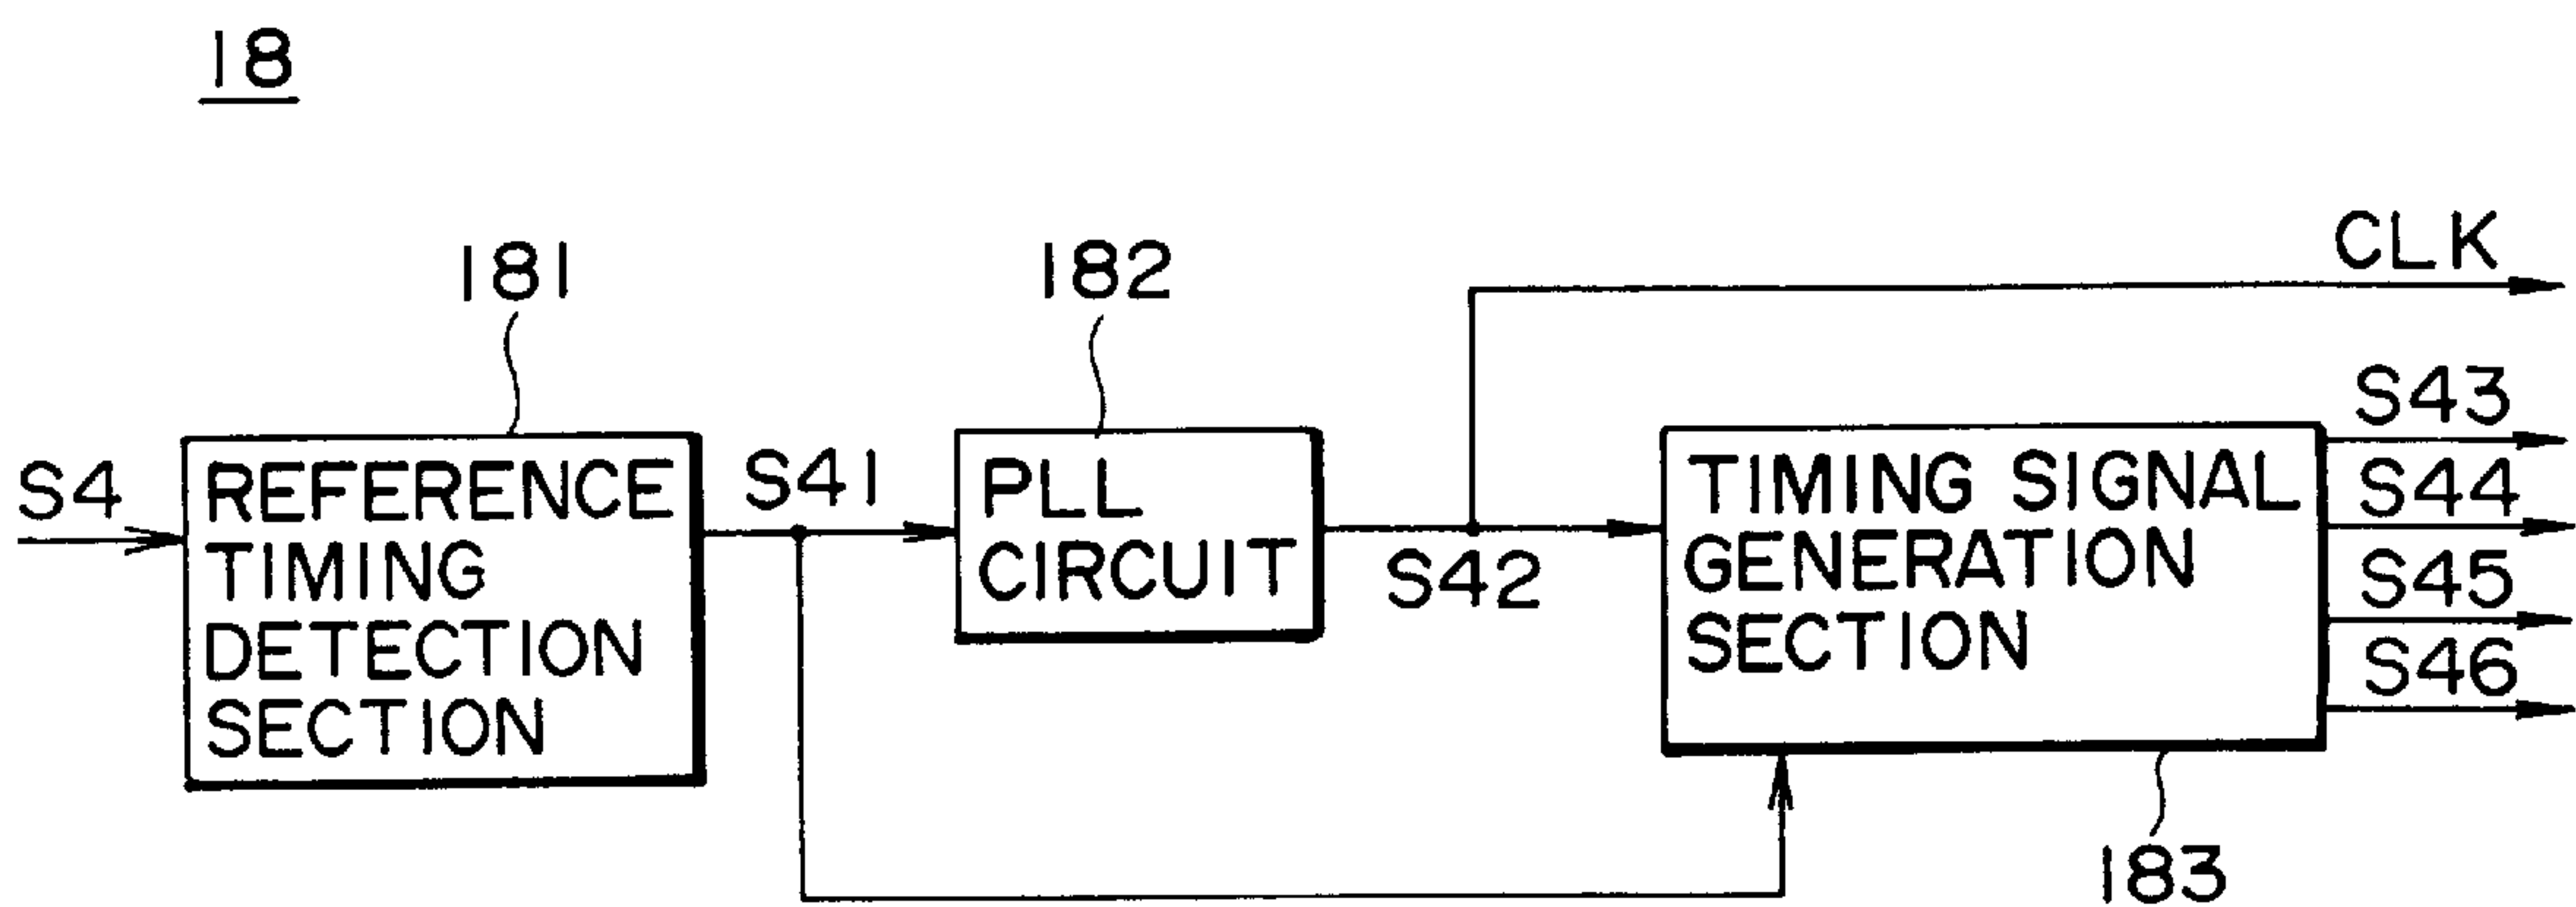 18
181
182
CLK
S4
REFERENCE
TIMING
DETECTION
SECTION
S41
PLL
CIRCUIT
S42
TIMING SIGNAL
GENERATION
SECTION
S43
S44
S45
S46
183